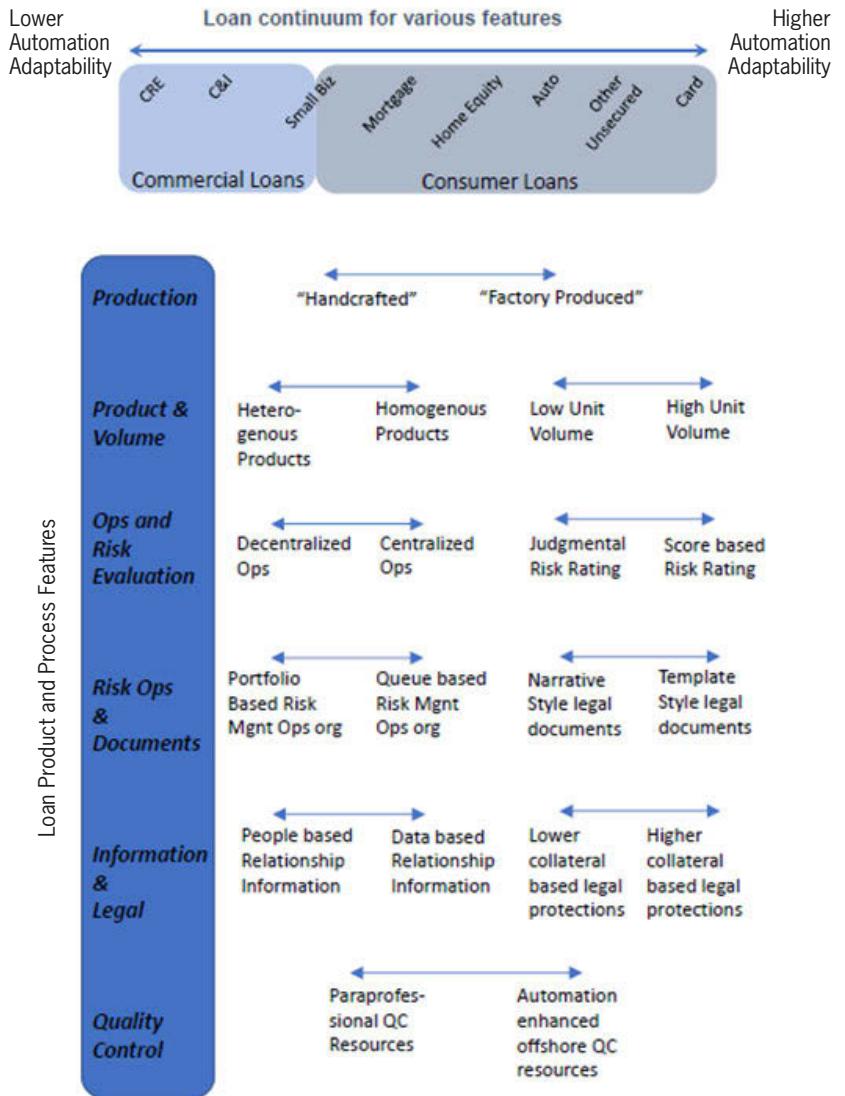 Lower
Automation
Adaptability
Loan continuum for various features
Higher
Automation
Adaptability
CRE
C&I
Small Biz
Mortgage
Home Equity
Auto
Other
Unsecured
Card
Commercial Loans
Consumer Loans
Loan Product and Process Features
Production
"Handcrafted"
"Factory Produced"
Product &
Volume
Hetero-
genous
Products
Homogenous
Products
Low Unit
Volume
High Unit
Volume
Ops and
Risk
Evaluation
Decentralized
Ops
Centralized
Ops
Judgmental
Risk Rating
Score based
Risk Rating
Risk Ops
&
Documents
Portfolio
Based Risk
Mgnt Ops org
Queue based
Risk Mgnt
Ops org
Narrative
Style legal
documents
Template
Style legal
documents
Information
&
Legal
People based
Relationship
Information
Data based
Relationship
Information
Lower
collateral
based legal
protections
Higher
collateral
based legal
protections
Quality
Control
Paraprofes-
sional QC
Resources
Automation
enhanced
offshore QC
resources